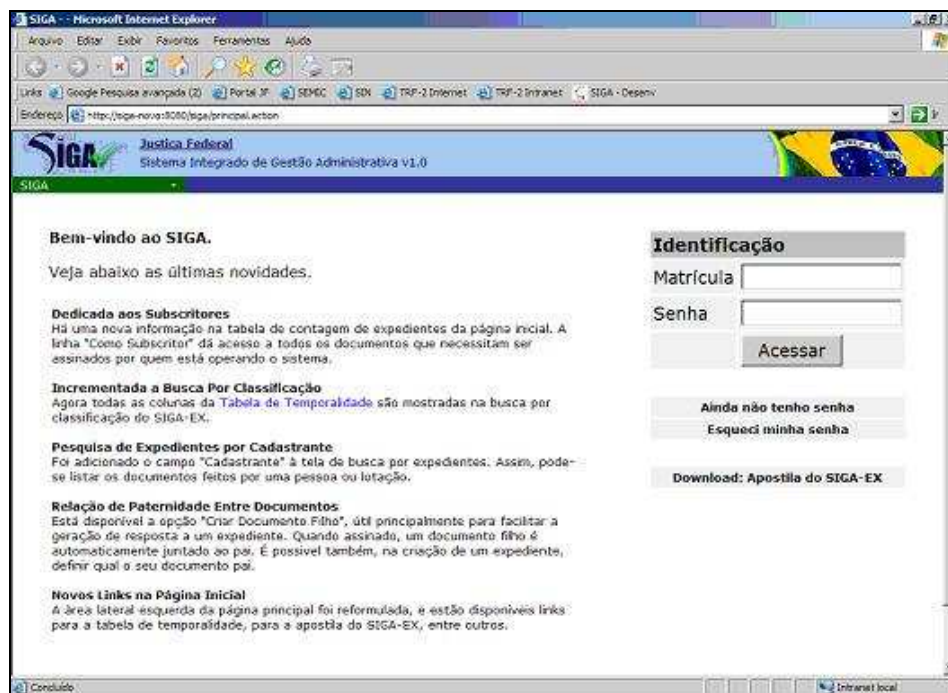 SIGA - - Microsoft Internet Explorer
Arquivo Editar Exibir Favoritos Ferramentas Ajuda
Links Google Pesquisa avançada (2) Portal JF SEMIC SIDN TRF-2 Internet TRF-2 Intranet SIGA - Desenv
Endereço http://siga-novo:8080/siga/principal.action
SIGA
Justica Federal
Sistema Integrado de Gestão Administrativa v1.0
SIGA
Bem-vindo ao SIGA.
Veja abaixo as últimas novidades.
Dedicada aos Subscritores
Há uma nova informação na tabela de contagem de expedientes da página inicial. A
linha "Como Subscritor" dá acesso a todos os documentos que necessitam ser
assinados por quem está operando o sistema.
Incrementada a Busca Por Classificação
Agora todas as colunas da Tabela de Temporalidade são mostradas na busca por
classificação do SIGA-EX.
Pesquisa de Expedientes por Cadastrante
Foi adicionado o campo "Cadastrante" à tela de busca por expedientes. Assim, pode-
se listar os documentos feitos por uma pessoa ou lotação.
Relação de Paternidade Entre Documentos
Está disponível a opção "Criar Documento Filho", útil principalmente para facilitar a
geração de resposta a um expediente. Quando assinado, um documento filho é
automaticamente juntado ao pai. É possivel também, na criação de um expediente,
definir qual o seu documento pai.
Novos Links na Página Inicial
A área lateral esquerda da página principal foi reformulada, e estão disponíveis links
para a tabela de temporalidade, para a apostila do SIGA-EX, entre outros.
Identificação
Matrícula
Senha
Acessar
Ainda não tenho senha
Esqueci minha senha
Download: Apostila do SIGA-EX
Concluído
Intranet local